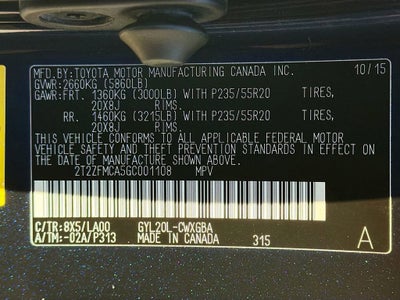 MFD.BY:TOYOTA MOTOR MANUFACTURING CANADA INC. 10/15
GVWR:2660KG (5860LB)
GAWR:FRT. 1360KG (3000LB) WITH P235/55R20 TIRES,
20X8J RIMS.
RR. 1460KG (3215LB) WITH P235/55R20 TIRES,
20X8J RIMS.
THIS VEHICLE CONFORMS TO ALL APPLICABLE FEDERAL MOTOR
VEHICLE SAFETY AND THEFT PREVENTION STANDARDS IN
EFFECT ON THE DATE OF MANUFACTURE SHOWN ABOVE.
2T2ZFMCA5GC001108 MPV
C/TR:8X5/LA00 GYL20L-CWXGBA
A/TM:-02A/P313 MADE IN CANADA 315 A